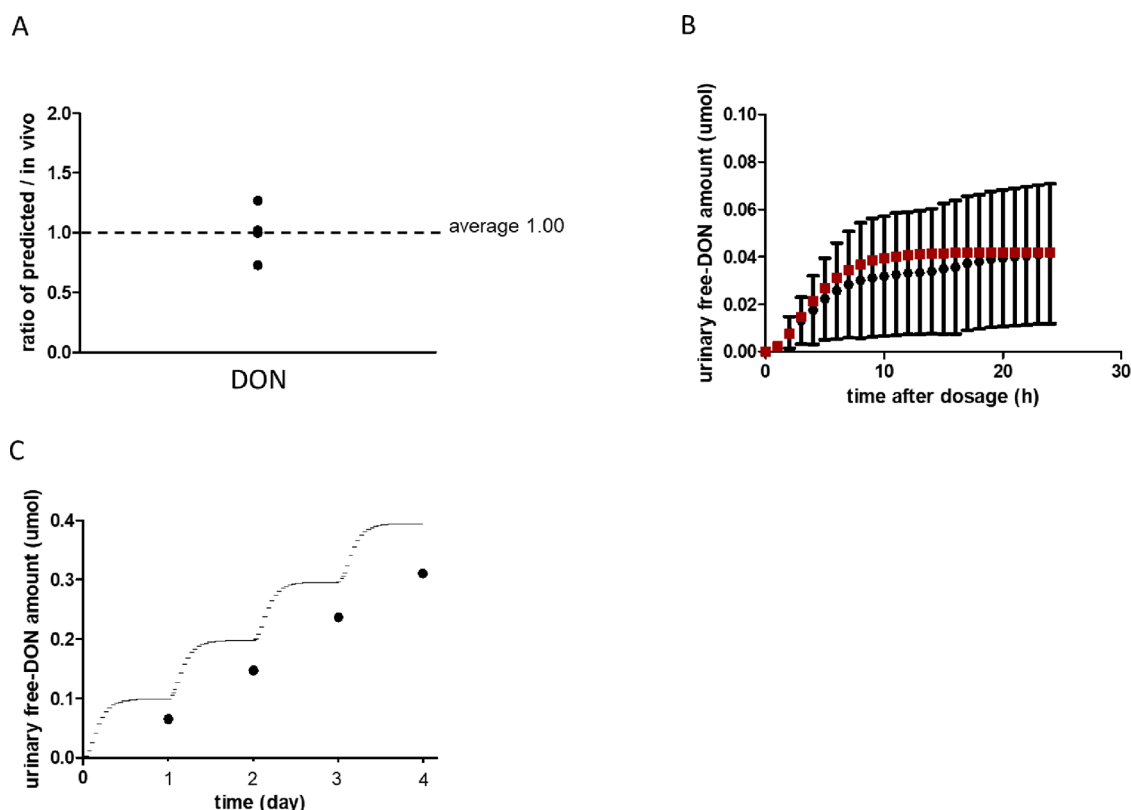 A
ratio of predicted / in vivo
2.0
1.5
1.0
0.5
0.0
average 1.00
DON
B
urinary free-DON amount (umol)
0.10
0.08
0.06
0.04
0.02
0.00
0 10 20 30
time after dosage (h)
C
urinary free-DON amount (umol)
0.4
0.3
0.2
0.1
0.0
0 1 2 3 4
time (day)